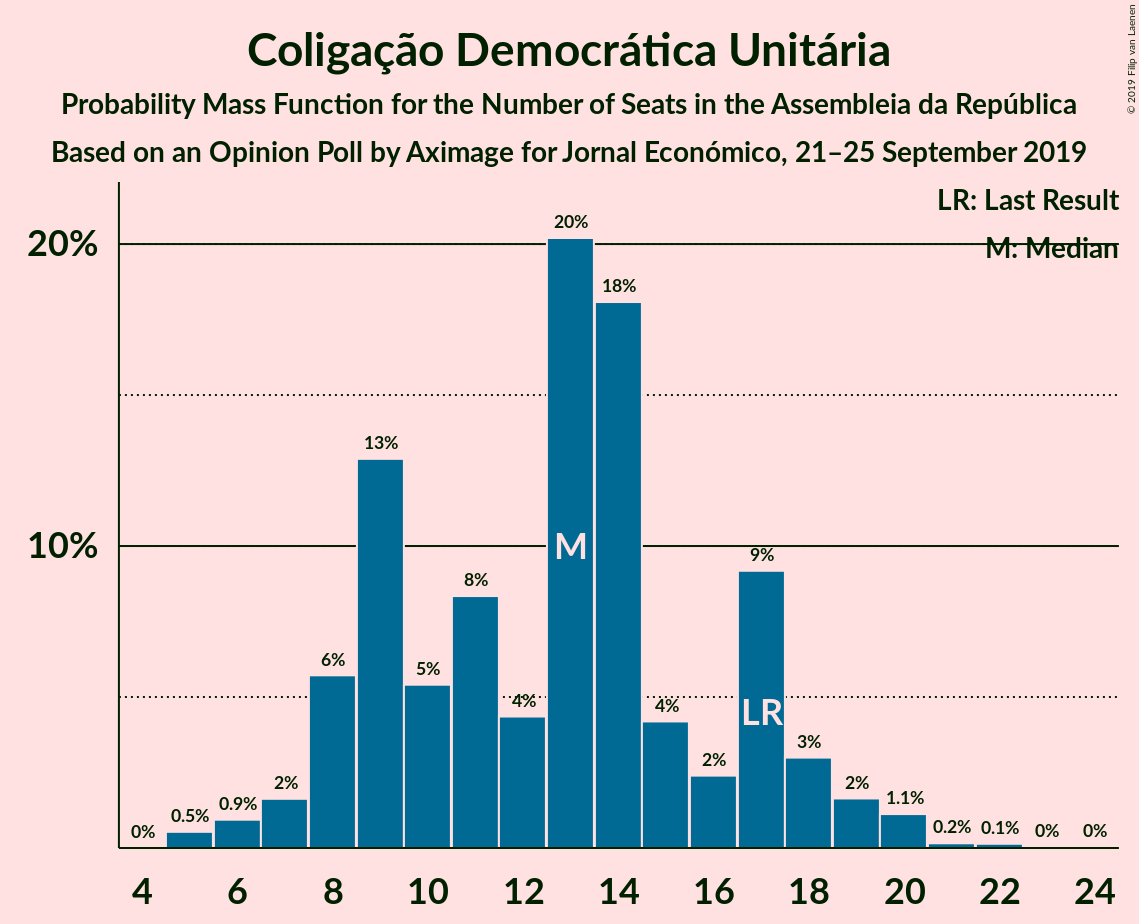 Coligação Democrática Unitária
Probability Mass Function for the Number of Seats in the Assembleia da República
Based on an Opinion Poll by Aximage for Jornal Económico, 21–25 September 2019
© 2019 Filip van Laenen
LR: Last Result
M: Median
20%
10%
0%
0.5%
0.9%
2%
6%
13%
5%
8%
4%
20%
18%
4%
2%
9%
3%
2%
1.1%
0.2%
0.1%
0%
0%
M
LR
4 6 8 10 12 14 16 18 20 22 24